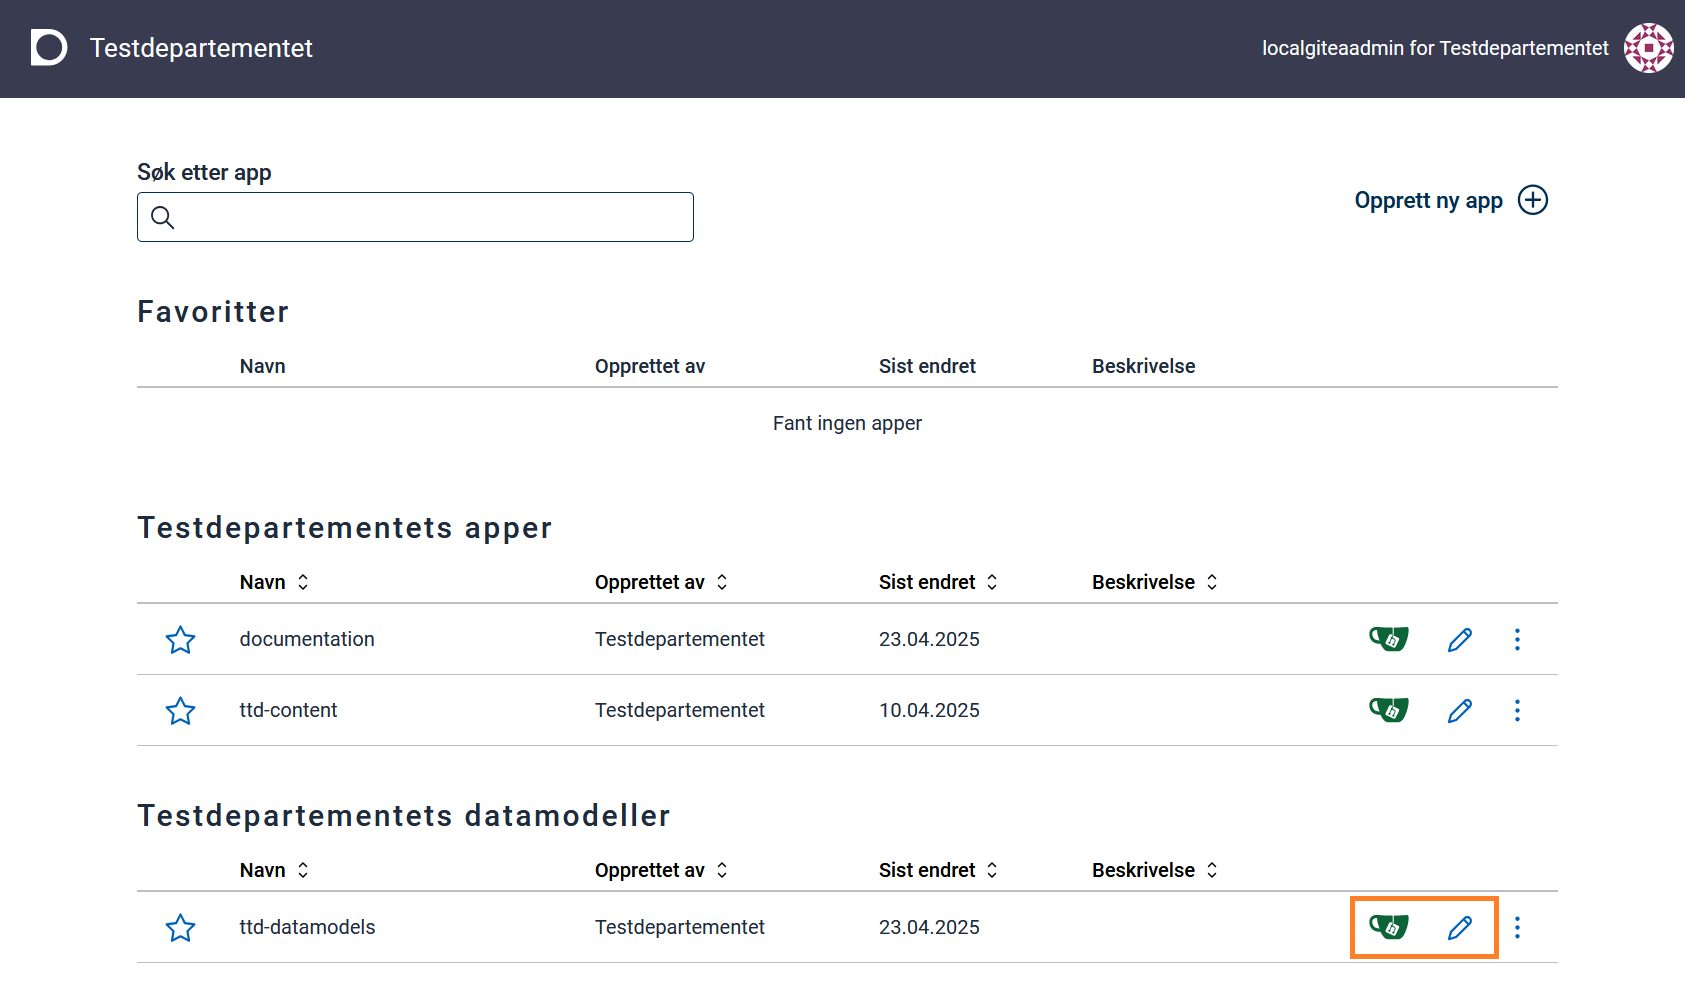 Testdepartementet
localgiteaadmin for Testdepartementet
Søk etter app
Opprett ny app
Favoritter
Navn Opprettet av Sist endret Beskrivelse
Fant ingen apper
Testdepartementets apper
Navn Opprettet av Sist endret Beskrivelse
documentation Testdepartementet 23.04.2025
ttd-content Testdepartementet 10.04.2025
Testdepartementets datamodeller
Navn Opprettet av Sist endret Beskrivelse
ttd-datamodels Testdepartementet 23.04.2025